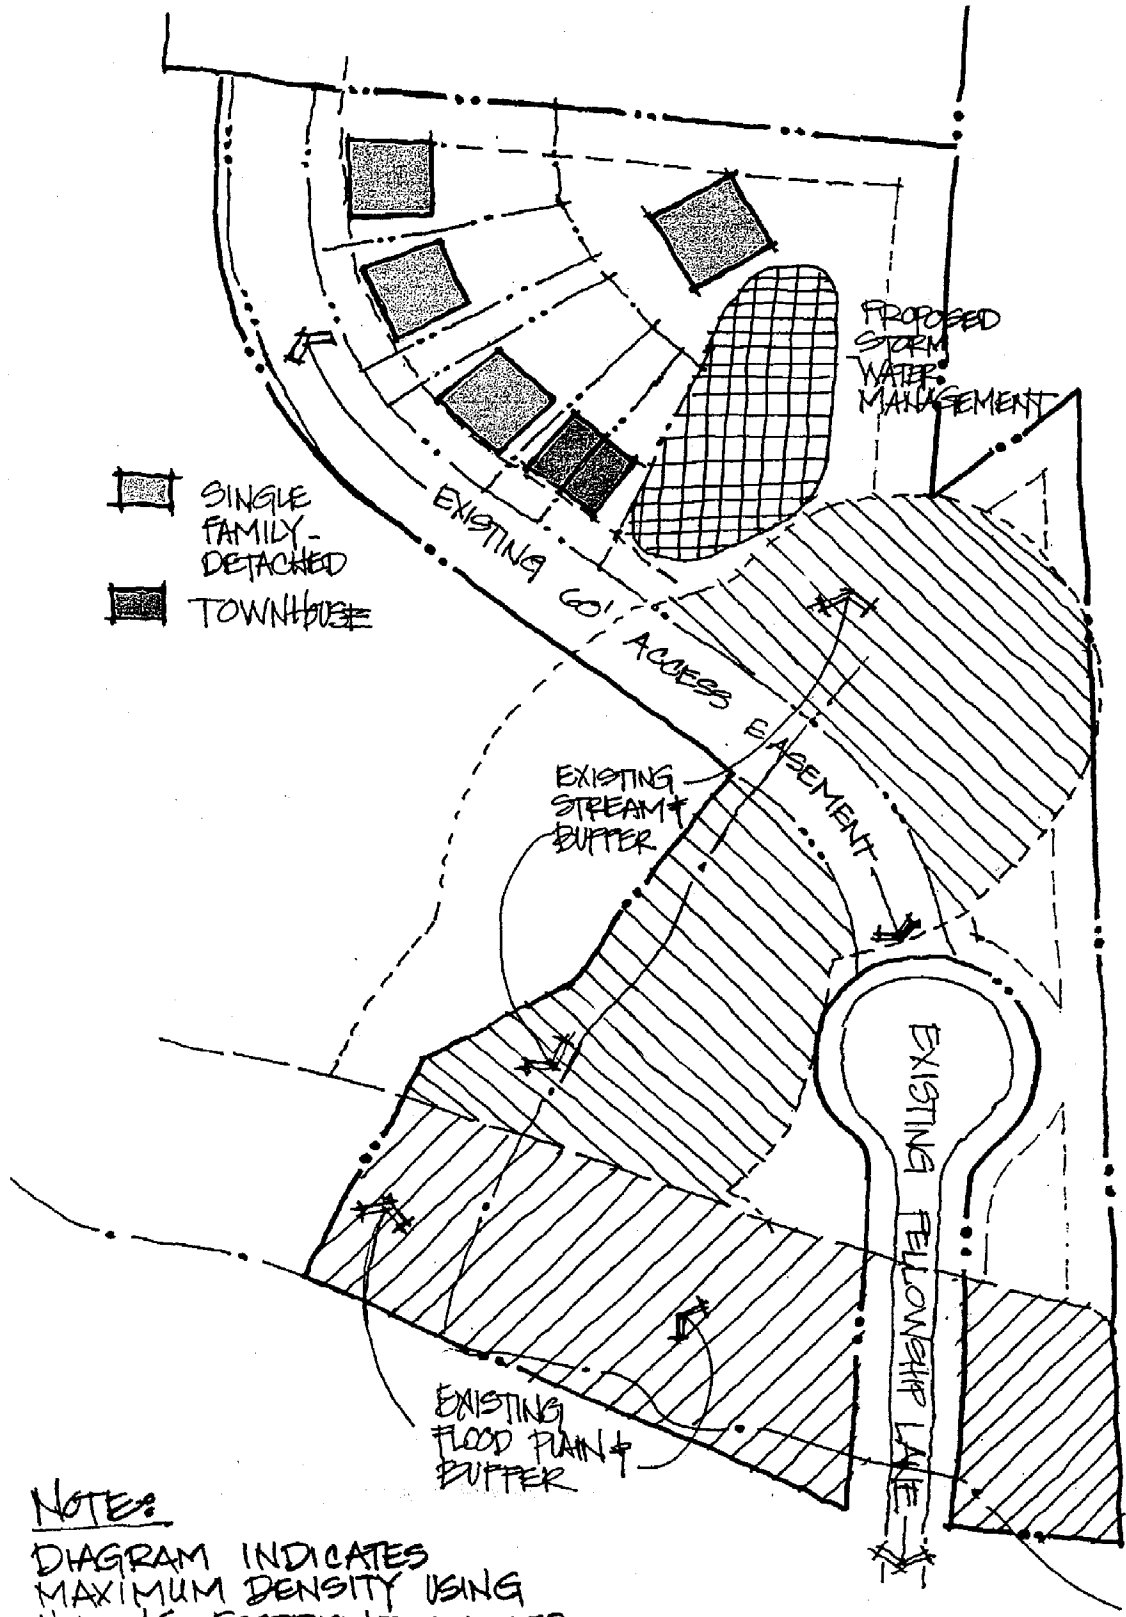 PROPOSED
STORM
WATER
MANAGEMENT
SINGLE
FAMILY-
DETACHED
TOWNHOUSE
EXISTING 60' ACCESS EASEMENT
EXISTING
STREAM &
BUFFER
EXISTING FELLOWSHIP LANE
EXISTING
FLOOD PLAIN &
BUFFER
NOTE:
DIAGRAM INDICATES
MAXIMUM DENSITY USING